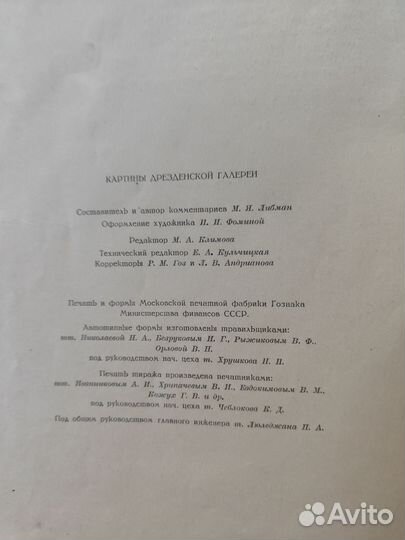 КАРТИНЫ ДРЕЗДЕНСКОЙ ГАЛЕРЕИ
Составитель и автор комментариев М. Я. Либман
Оформление художника Н. И. Фоминой
Редактор М. А. Климова
Технический редактор Е. А. Кульчицкая
Корректоры Р. М. Гоз и Л. В. Андрианова
Печать и формы Московской печатной фабрики Гознака
Министерства финансов СССР.
Автотипные формы изготовлены травильщиками:
тт. Николаевой Н. А., Безруковым Н. Г., Рыжиковым В. Ф.,
Орловой В. П.
под руководством нач. цеха т. Хрушкова Н. П.
Печать тиража произведена печатниками:
тт. Иванниковым А. И., Хрипачевым В. И., Евдокимовым В. М.,
Кожух Г. В. и др.
под руководством нач. цеха т. Чеблокова К. Д.
Под общим руководством главного инженера т. Люледжана П. А.
Avito